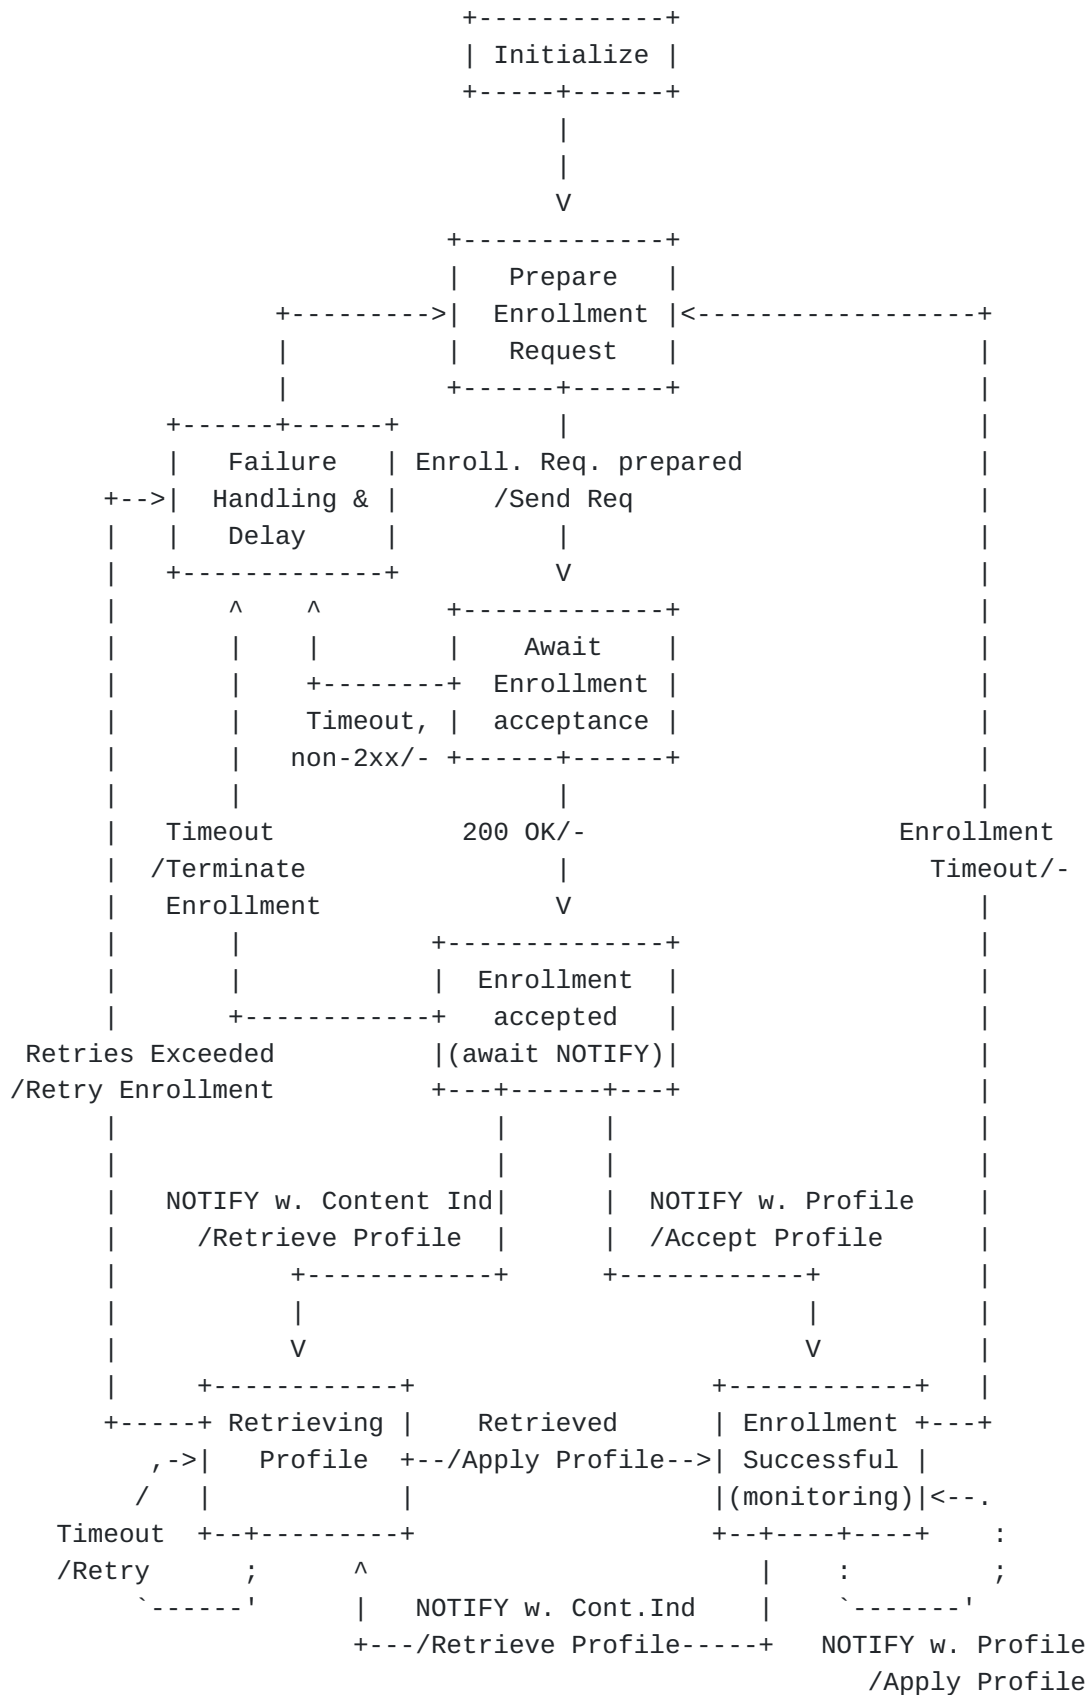 +------------+
                             | Initialize |
                             +-----+------+
                                   |
                                   |
                                   V
                            +-------------+
                            |   Prepare   |
                 +--------->|  Enrollment |<------------------+
                 |          |   Request   |                   |
                 |          +------+------+                   |
          +------+------+          |                          |
          |   Failure   | Enroll. Req. prepared               |
      +-->|  Handling & |      /Send Req                      |
      |   |   Delay     |          |                          |
      |   +-------------+          V                          |
      |       ^    ^        +-------------+                   |
      |       |    |        |    Await    |                   |
      |       |    +--------+  Enrollment |                   |
      |       |    Timeout, |  acceptance |                   |
      |       |   non-2xx/- +------+------+                   |
      |       |                    |                          |
      |   Timeout            200 OK/-                    Enrollment
      |  /Terminate                |                       Timeout/-
      |   Enrollment               V                          |
      |       |            +--------------+                   |
      |       |            |  Enrollment  |                   |
      |       +------------+   accepted   |                   |
 Retries Exceeded          |(await NOTIFY)|                   |
/Retry Enrollment          +---+------+---+                   |
      |                        |      |                       |
      |                        |      |                       |
      |   NOTIFY w. Content Ind|      |  NOTIFY w. Profile    |
      |     /Retrieve Profile  |      |  /Accept Profile      |
      |           +------------+      +------------+          |
      |           |                                |          |
      |           V                                V          |
      |     +------------+                   +------------+   |
      +-----+ Retrieving |    Retrieved      | Enrollment +---+
         ,->|   Profile  +--/Apply Profile-->| Successful |
        /   |            |                   |(monitoring)|<--.
   Timeout  +--+---------+                   +--+----+----+    :
   /Retry      ;      ^                         |    :         ;
        `------'      |   NOTIFY w. Cont.Ind    |    `-------'
                      +---/Retrieve Profile-----+   NOTIFY w. Profile
                                                       /Apply Profile